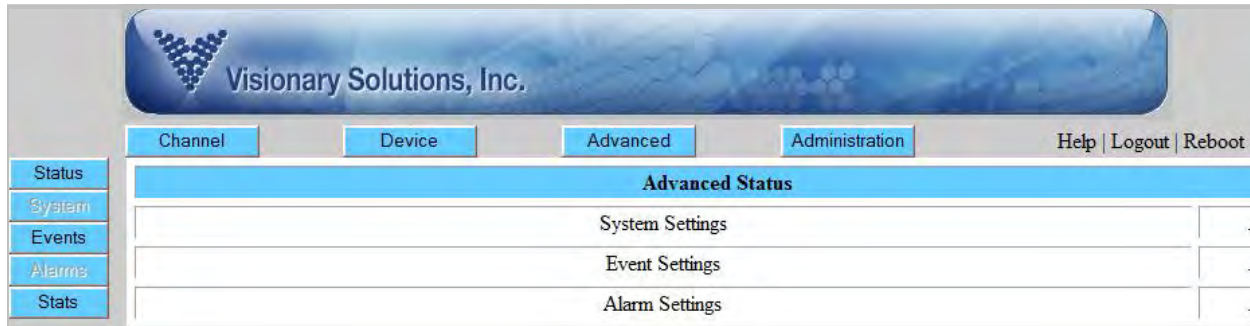 Visionary Solutions, Inc.
Channel Device Advanced Administration Help | Logout | Reboot
Status
System
Events
Alarms
Stats
Advanced Status
System Settings
Event Settings
Alarm Settings